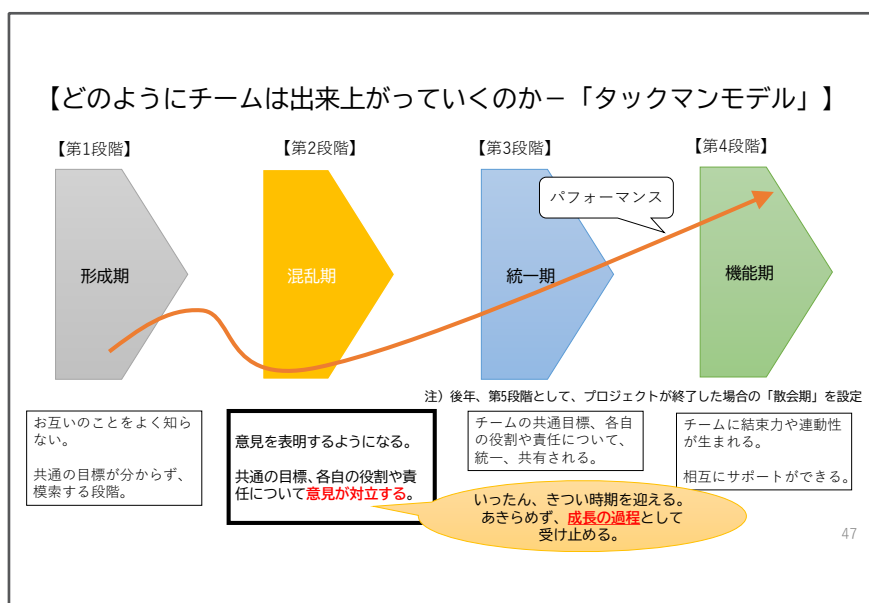 【どのようにチームは出来上がっていくのか－「タックマンモデル」】
【第1段階】
【第2段階】
【第3段階】
【第4段階】
パフォーマンス
形成期
混乱期
統一期
機能期
注）後年、第5段階として、プロジェクトが終了した場合の「散会期」を設定
お互いのことをよく知ら
ない。
共通の目標が分からず、
模索する段階。
意見を表明するようになる。
共通の目標、各自の役割や責
任について意見が対立する。
チームの共通目標、各自
の役割や責任について、
統一、共有される。
チームに結束力や連動性
が生まれる。
相互にサポートができる。
いったん、きつい時期を迎える。
あきらめず、成長の過程として
受け止める。
47